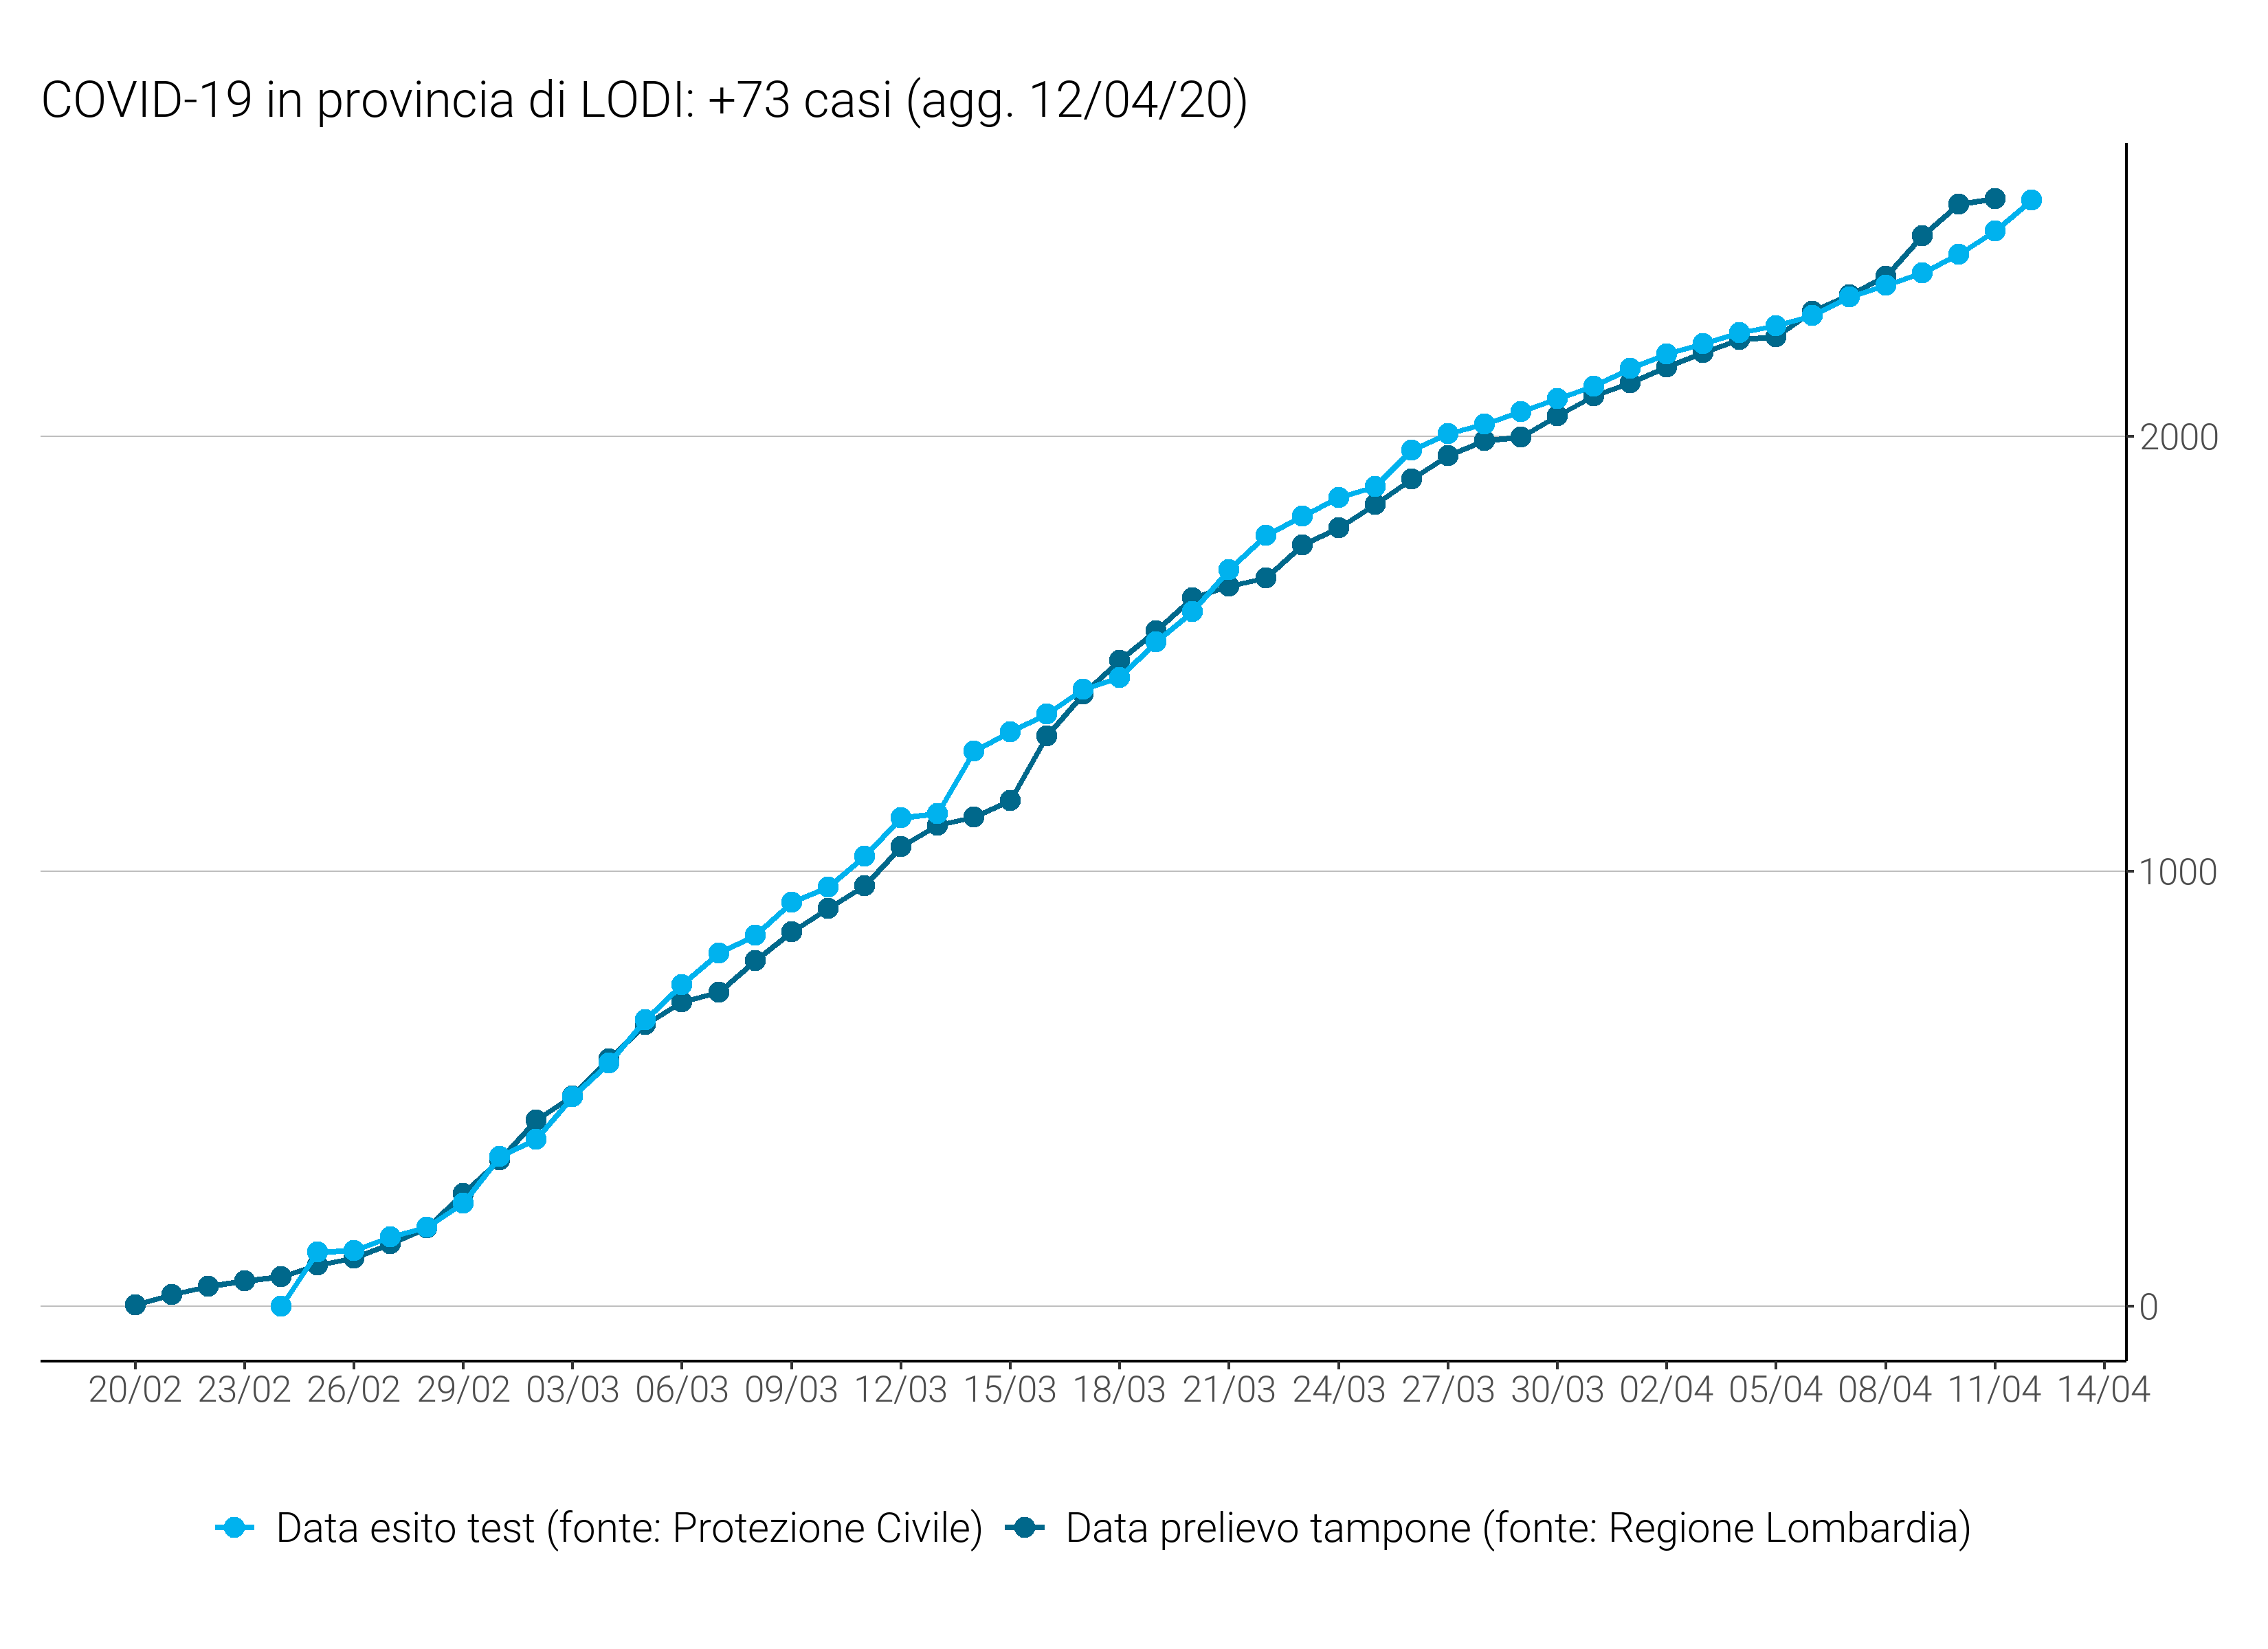 COVID-19 in provincia di LODI: +73 casi (agg. 12/04/20)
2000
1000
0
20/02 23/02 26/02 29/02 03/03 06/03 09/03 12/03 15/03 18/03 21/03 24/03 27/03 30/03 02/04 05/04 08/04 11/04 14/04
Data esito test (fonte: Protezione Civile) Data prelievo tampone (fonte: Regione Lombardia)